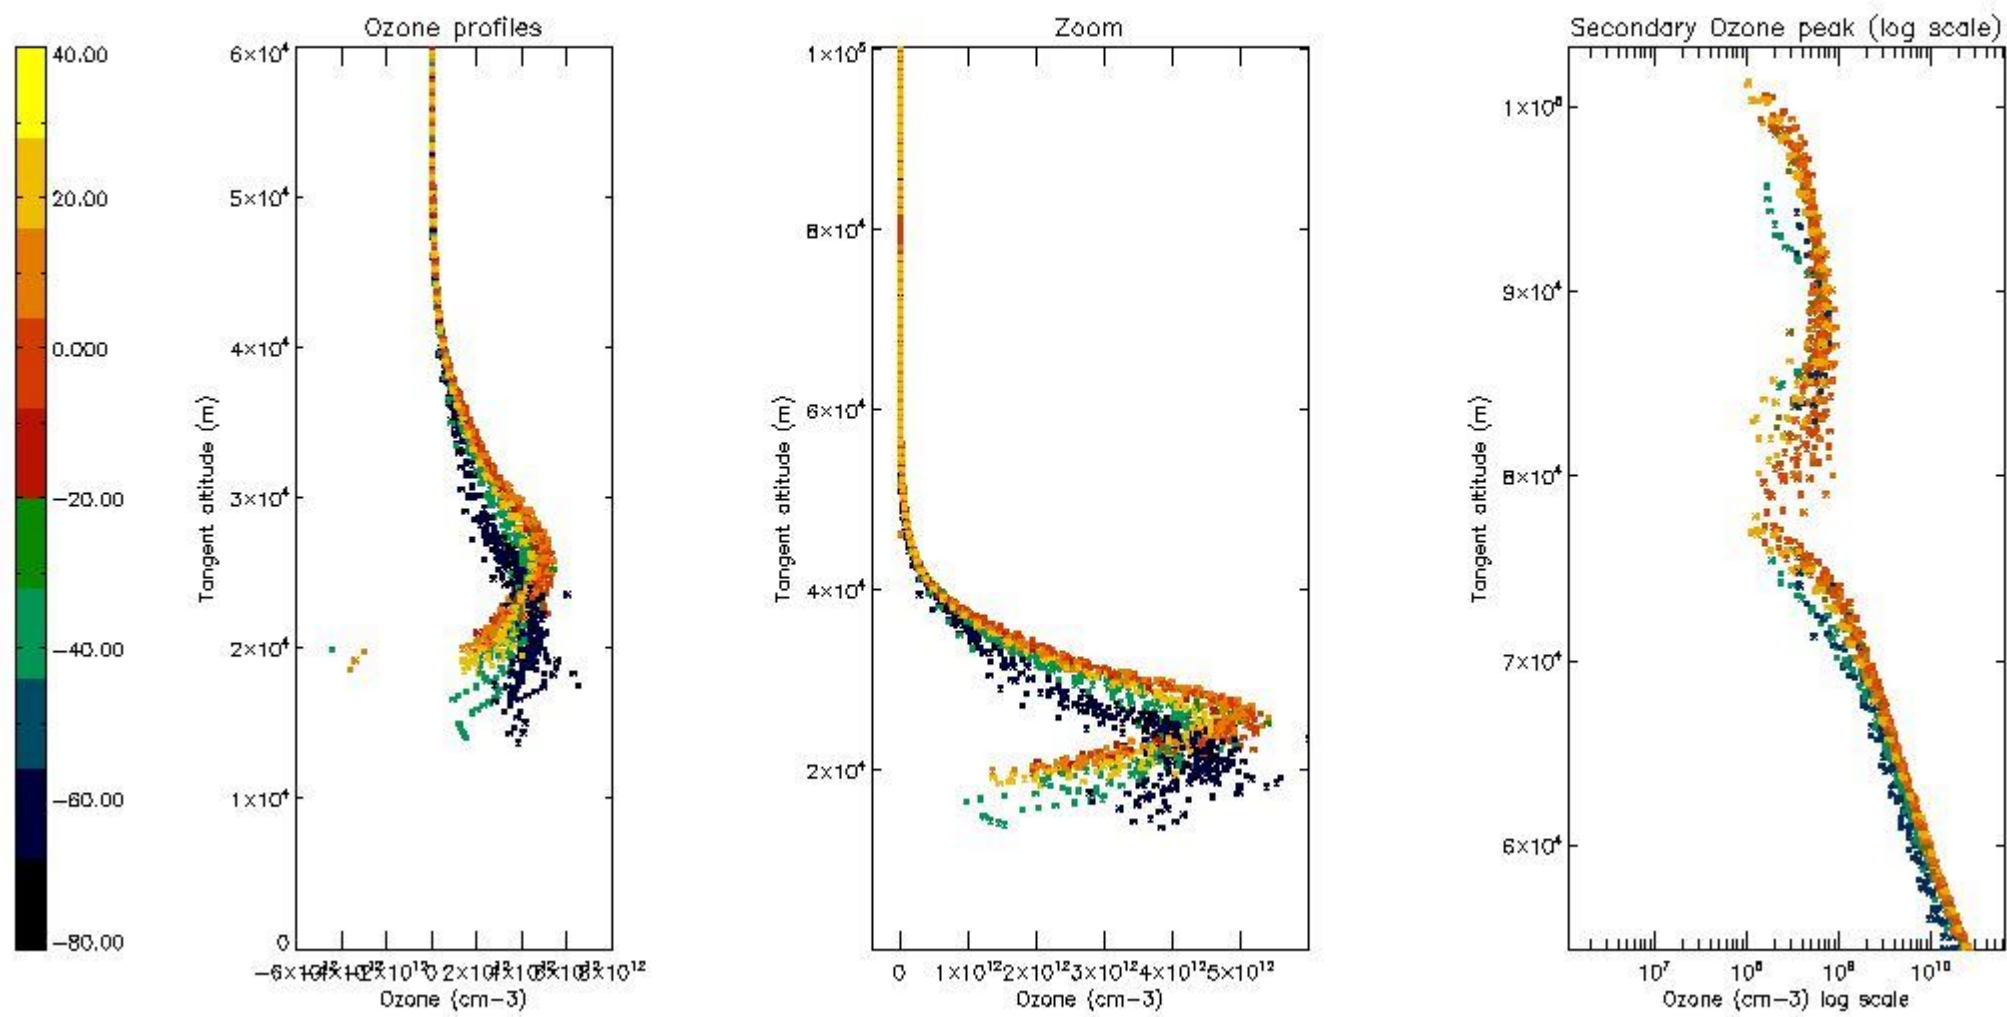 Ozone profiles
Zoom
Secondary Ozone peak (log scale)
40.00
20.00
0.000
−20.00
−40.00
−60.00
−80.00
6×10⁴
5×10⁴
4×10⁴
3×10⁴
2×10⁴
1×10⁴
0
Tangent altitude (m)
0
Ozone (cm−3)
1×10⁵
8×10⁴
6×10⁴
4×10⁴
2×10⁴
Tangent altitude (m)
0 1×10¹² 2×10¹² 3×10¹² 4×10¹² 5×10¹²
Ozone (cm−3)
9×10⁴
8×10⁴
7×10⁴
6×10⁴
Tangent altitude (m)
10⁷ 10⁸ 10⁹ 10¹⁰
Ozone (cm−3) log scale